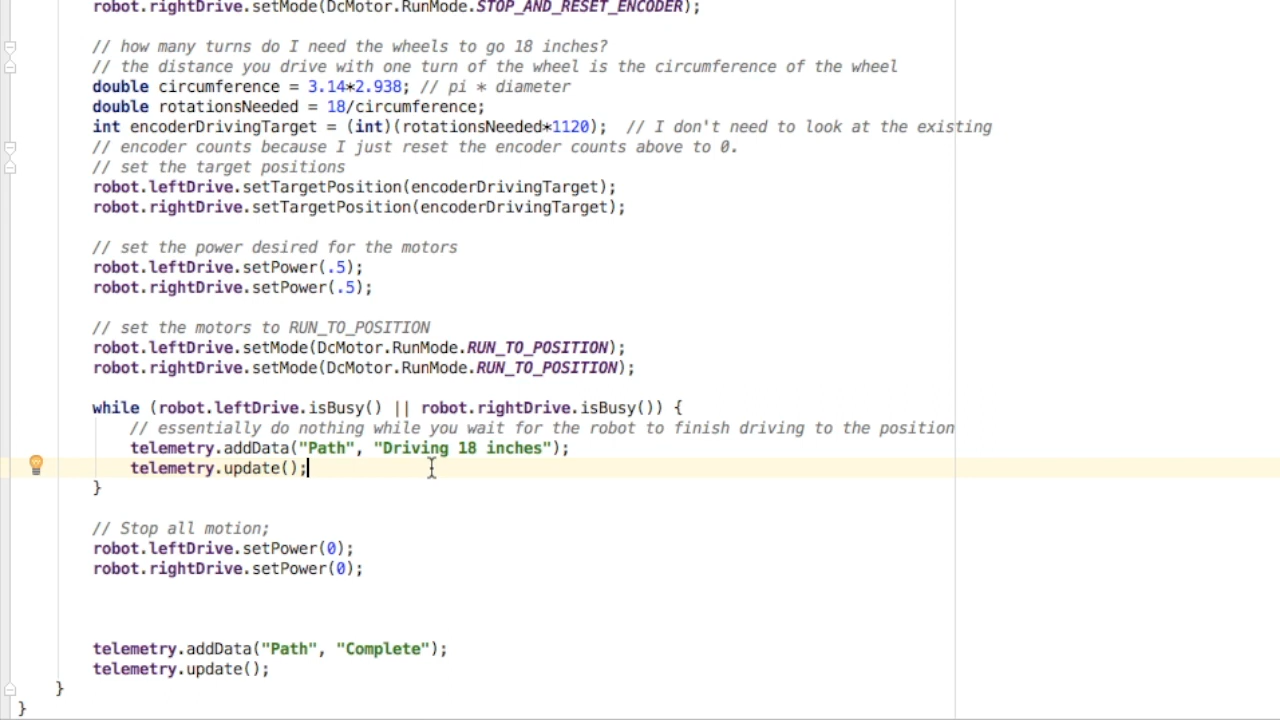 robot.rightDrive.setMode(DcMotor.RunMode.STOP_AND_RESET_ENCODER);
// how many turns do I need the wheels to go 18 inches?
// the distance you drive with one turn of the wheel is the circumference of the wheel
double circumference = 3.14*2.938; // pi * diameter
double rotationsNeeded = 18/circumference;
int encoderDrivingTarget = (int)(rotationsNeeded*1120);  // I don't need to look at the existing
// encoder counts because I just reset the encoder counts above to 0.
// set the target positions
robot.leftDrive.setTargetPosition(encoderDrivingTarget);
robot.rightDrive.setTargetPosition(encoderDrivingTarget);
// set the power desired for the motors
robot.leftDrive.setPower(.5);
robot.rightDrive.setPower(.5);
// set the motors to RUN_TO_POSITION
robot.leftDrive.setMode(DcMotor.RunMode.RUN_TO_POSITION);
robot.rightDrive.setMode(DcMotor.RunMode.RUN_TO_POSITION);
while (robot.leftDrive.isBusy() || robot.rightDrive.isBusy()) {
// essentially do nothing while you wait for the robot to finish driving to the position
telemetry.addData("Path", "Driving 18 inches");
telemetry.update();
}
// Stop all motion;
robot.leftDrive.setPower(0);
robot.rightDrive.setPower(0);
telemetry.addData("Path", "Complete");
telemetry.update();
}
}